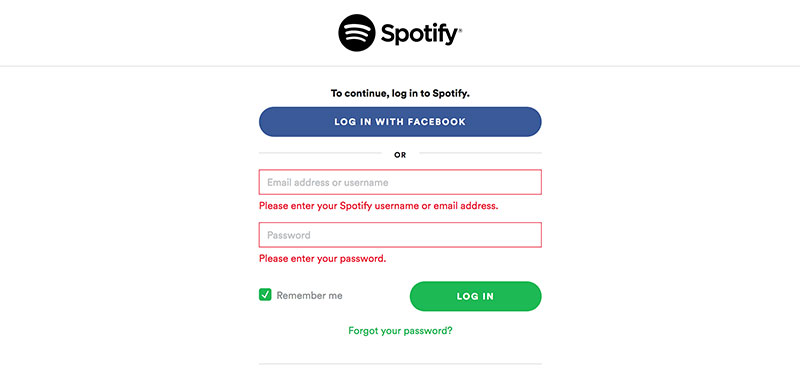 Spotify®
To continue, log in to Spotify.
LOG IN WITH FACEBOOK
OR
Email address or username
Please enter your Spotify username or email address.
Password
Please enter your password.
Remember me
LOG IN
Forgot your password?